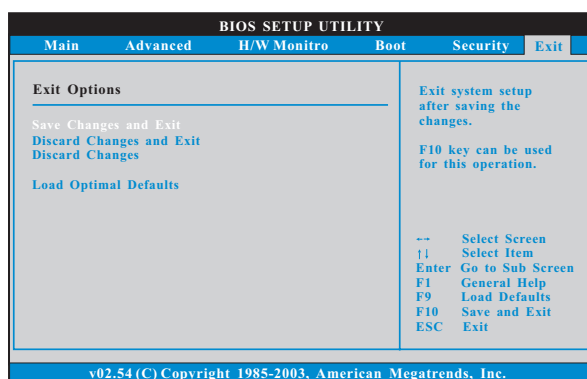 BIOS SETUP UTILITY
Main Advanced H/W Monitro Boot Security Exit
Exit Options
Save Changes and Exit
Discard Changes and Exit
Discard Changes
Load Optimal Defaults
Exit system setup
after saving the
changes.
F10 key can be used
for this operation.
←→ Select Screen
↑↓ Select Item
Enter Go to Sub Screen
F1 General Help
F9 Load Defaults
F10 Save and Exit
ESC Exit
v02.54 (C) Copyright 1985-2003, American Megatrends, Inc.